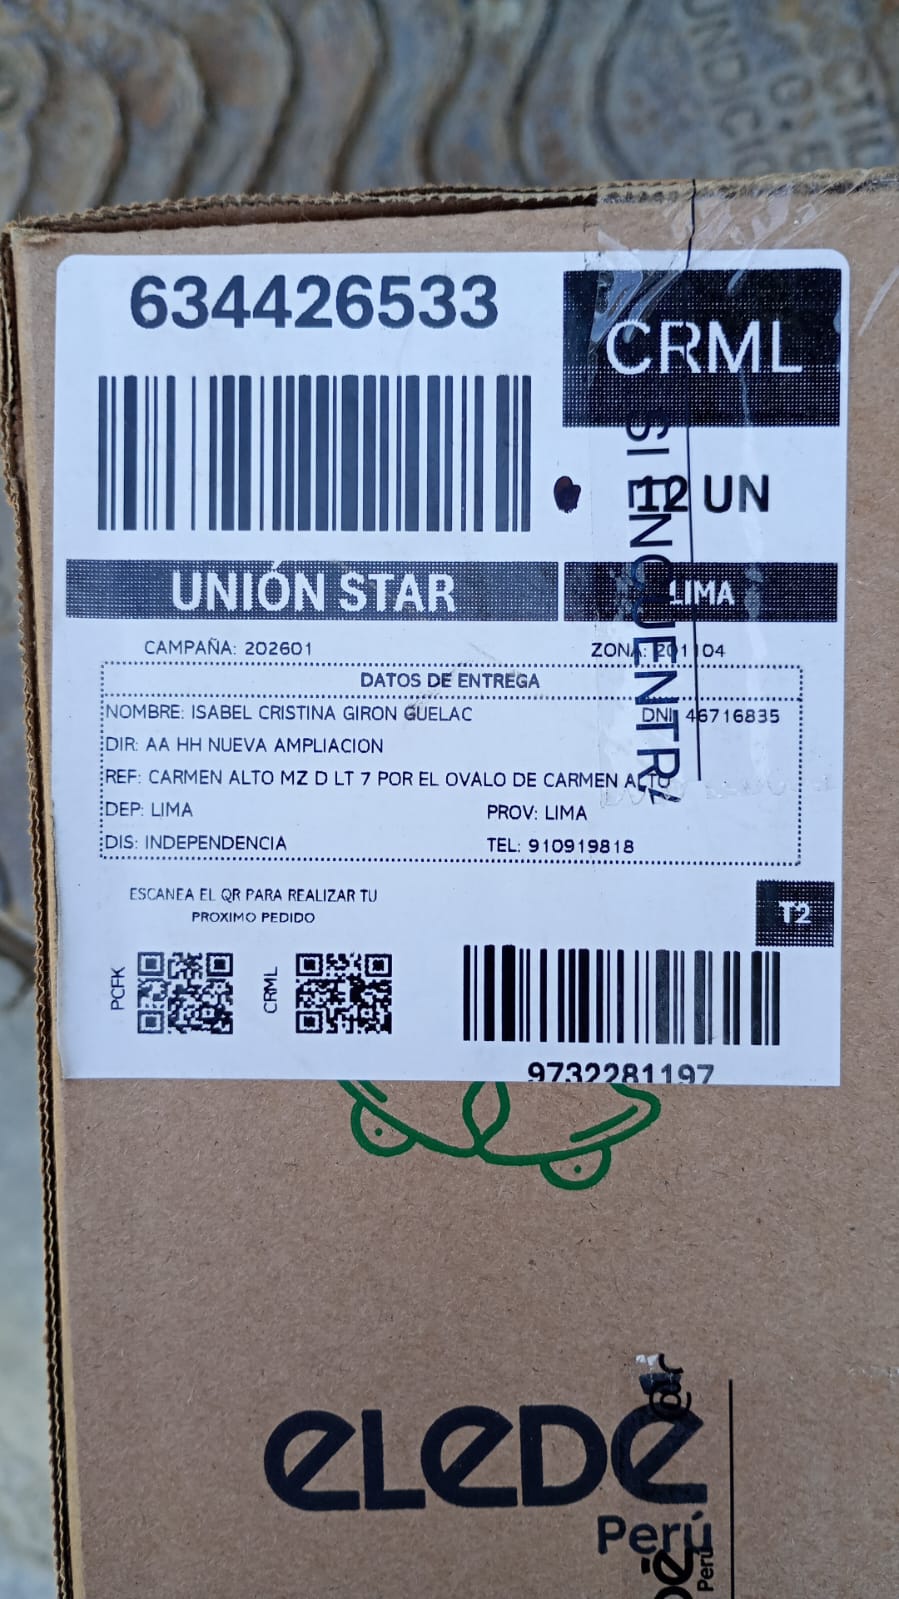 634426533
CRML
12 UN
UNIÓN STAR
LIMA
CAMPAÑA: 202601
ZONA: 201104
DATOS DE ENTREGA
NOMBRE: ISABEL CRISTINA GIRON GUELAC
DNI: 46716835
DIR: AA HH NUEVA AMPLIACION
REF: CARMEN ALTO MZ D LT 7 POR EL OVALO DE CARMEN ALTO
DEP: LIMA
PROV: LIMA
DIS: INDEPENDENCIA
TEL: 910919818
SI ENCUENTRA
ESCANEA EL QR PARA REALIZAR TU
PROXIMO PEDIDO
T2
PCFK
CRML
9732281197
eLeDé
Perú
Perú